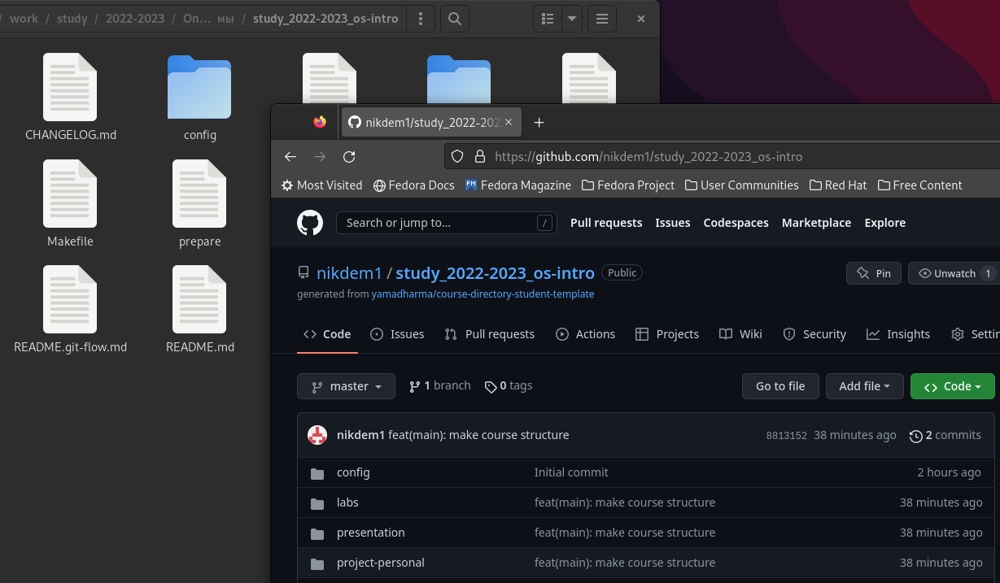 / work / study / 2022-2023 / Оп… мы / study_2022-2023_os-intro
CHANGELOG.md
config
Makefile
prepare
README.git-flow.md
README.md
nikdem1/study_2022-202
https://github.com/nikdem1/study_2022-2023_os-intro
Most Visited
Fedora Docs
Fedora Magazine
Fedora Project
User Communities
Red Hat
Free Content
Search or jump to…
/
Pull requests
Issues
Codespaces
Marketplace
Explore
nikdem1 / study_2022-2023_os-intro
Public
Pin
Unwatch 1
generated from yamadharma/course-directory-student-template
Code
Issues
Pull requests
Actions
Projects
Wiki
Security
Insights
Settin
master
1 branch
0 tags
Go to file
Add file
Code
nikdem1 feat(main): make course structure 8813152 38 minutes ago 2 commits
config Initial commit 2 hours ago
labs feat(main): make course structure 38 minutes ago
presentation feat(main): make course structure 38 minutes ago
project-personal feat(main): make course structure 38 minutes ago